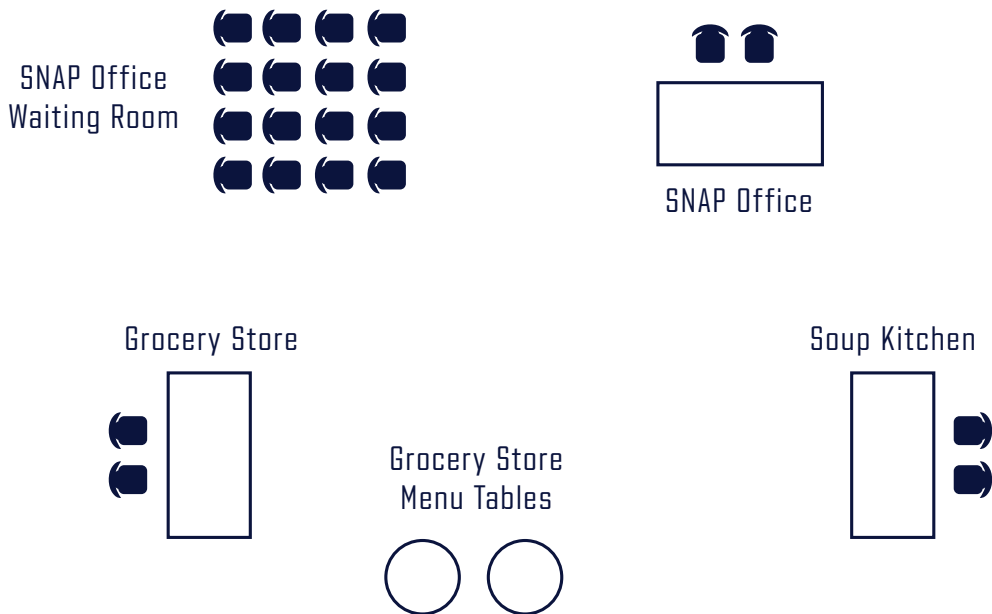 SNAP Office
Waiting Room
SNAP Office
Grocery Store
Soup Kitchen
Grocery Store
Menu Tables